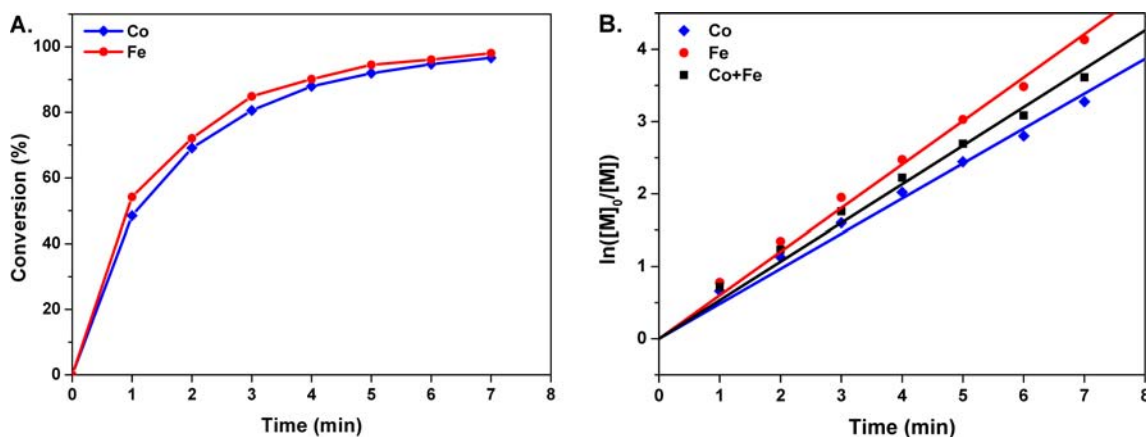 A.
Co
Fe
100
80
60
40
20
0
Conversion (%)
0 1 2 3 4 5 6 7 8
Time (min)
B.
Co
Fe
Co+Fe
4
3
2
1
0
ln([M]₀/[M])
0 1 2 3 4 5 6 7 8
Time (min)